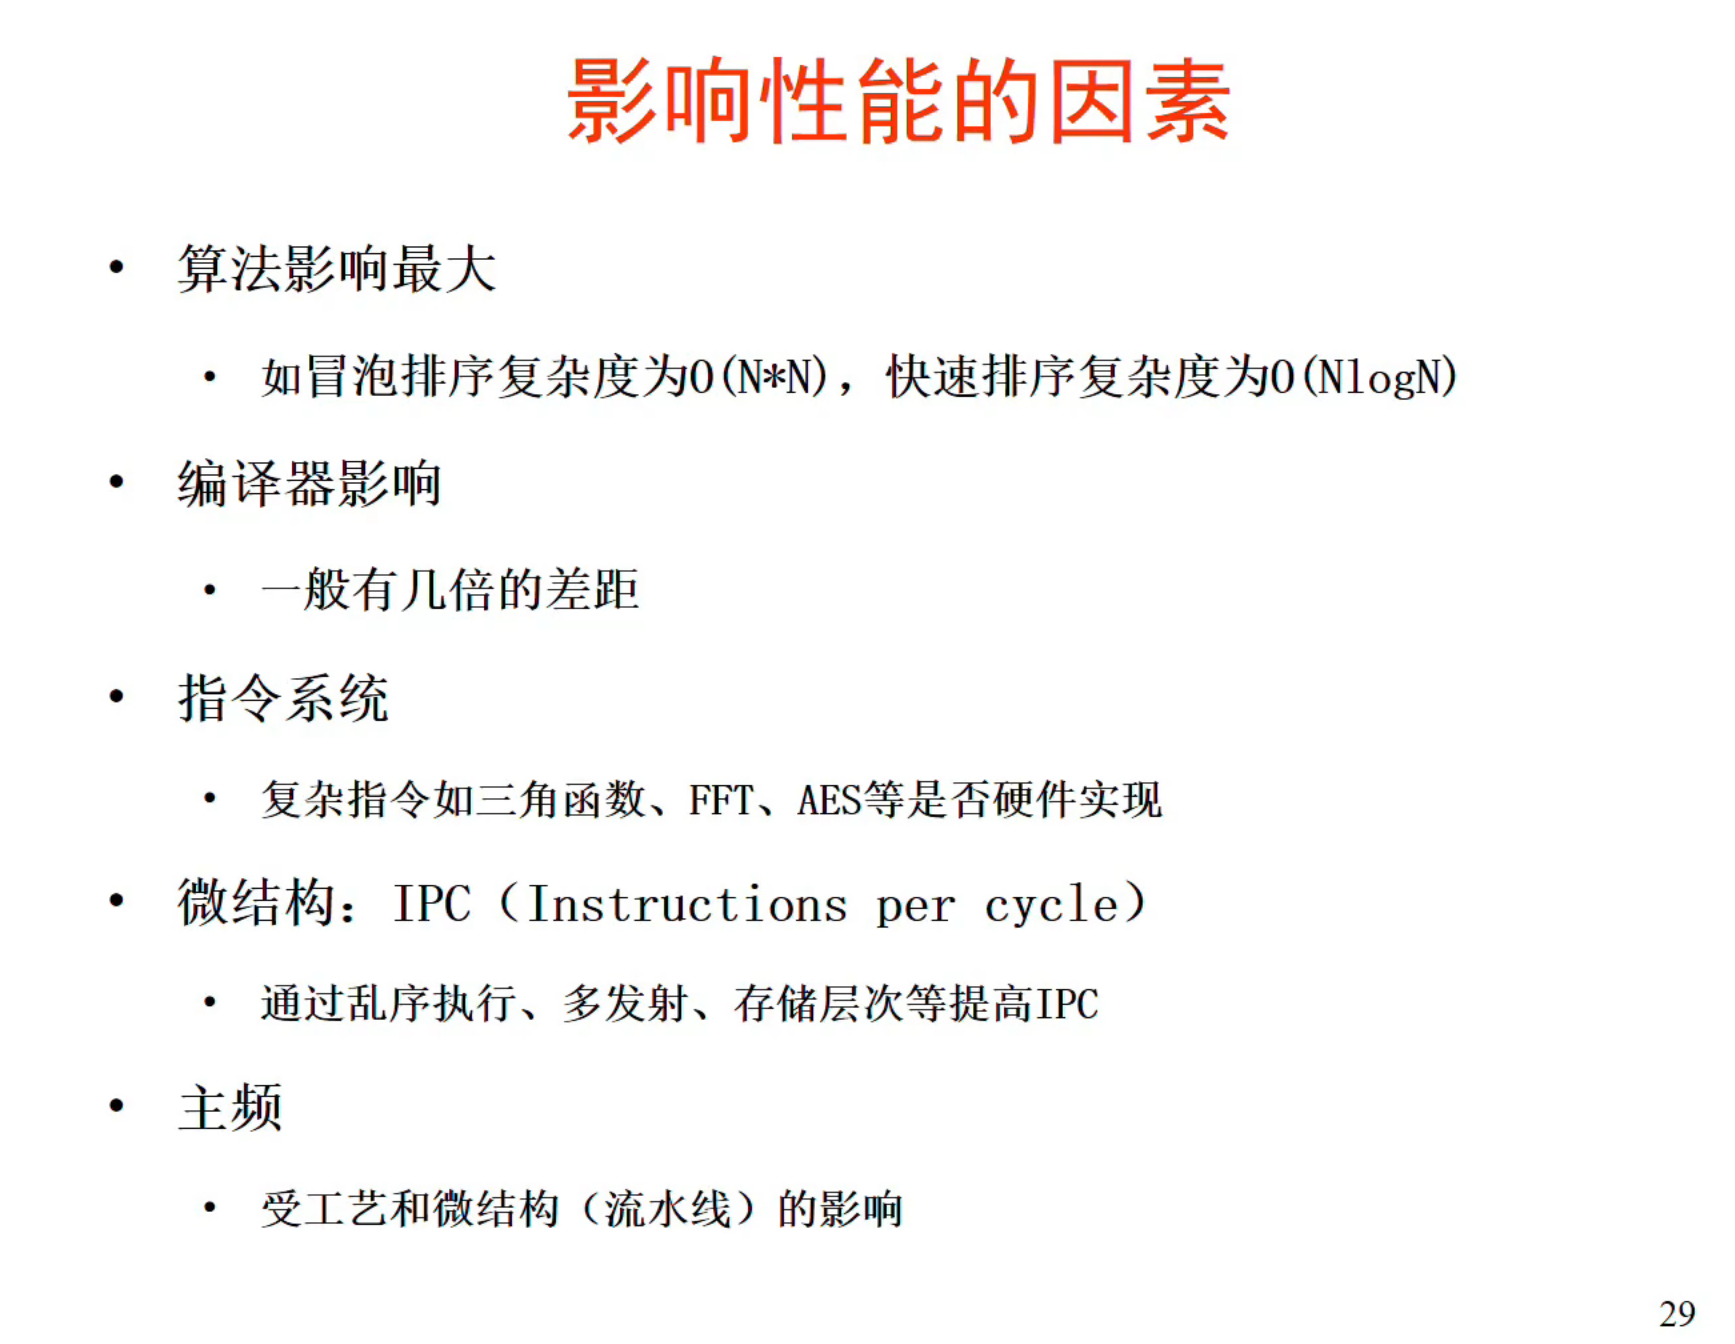 影响性能的因素
• 算法影响最大
• 如冒泡排序复杂度为O(N*N)，快速排序复杂度为O(NlogN)
• 编译器影响
• 一般有几倍的差距
• 指令系统
• 复杂指令如三角函数、FFT、AES等是否硬件实现
• 微结构：IPC（Instructions per cycle）
• 通过乱序执行、多发射、存储层次等提高IPC
• 主频
• 受工艺和微结构（流水线）的影响
29